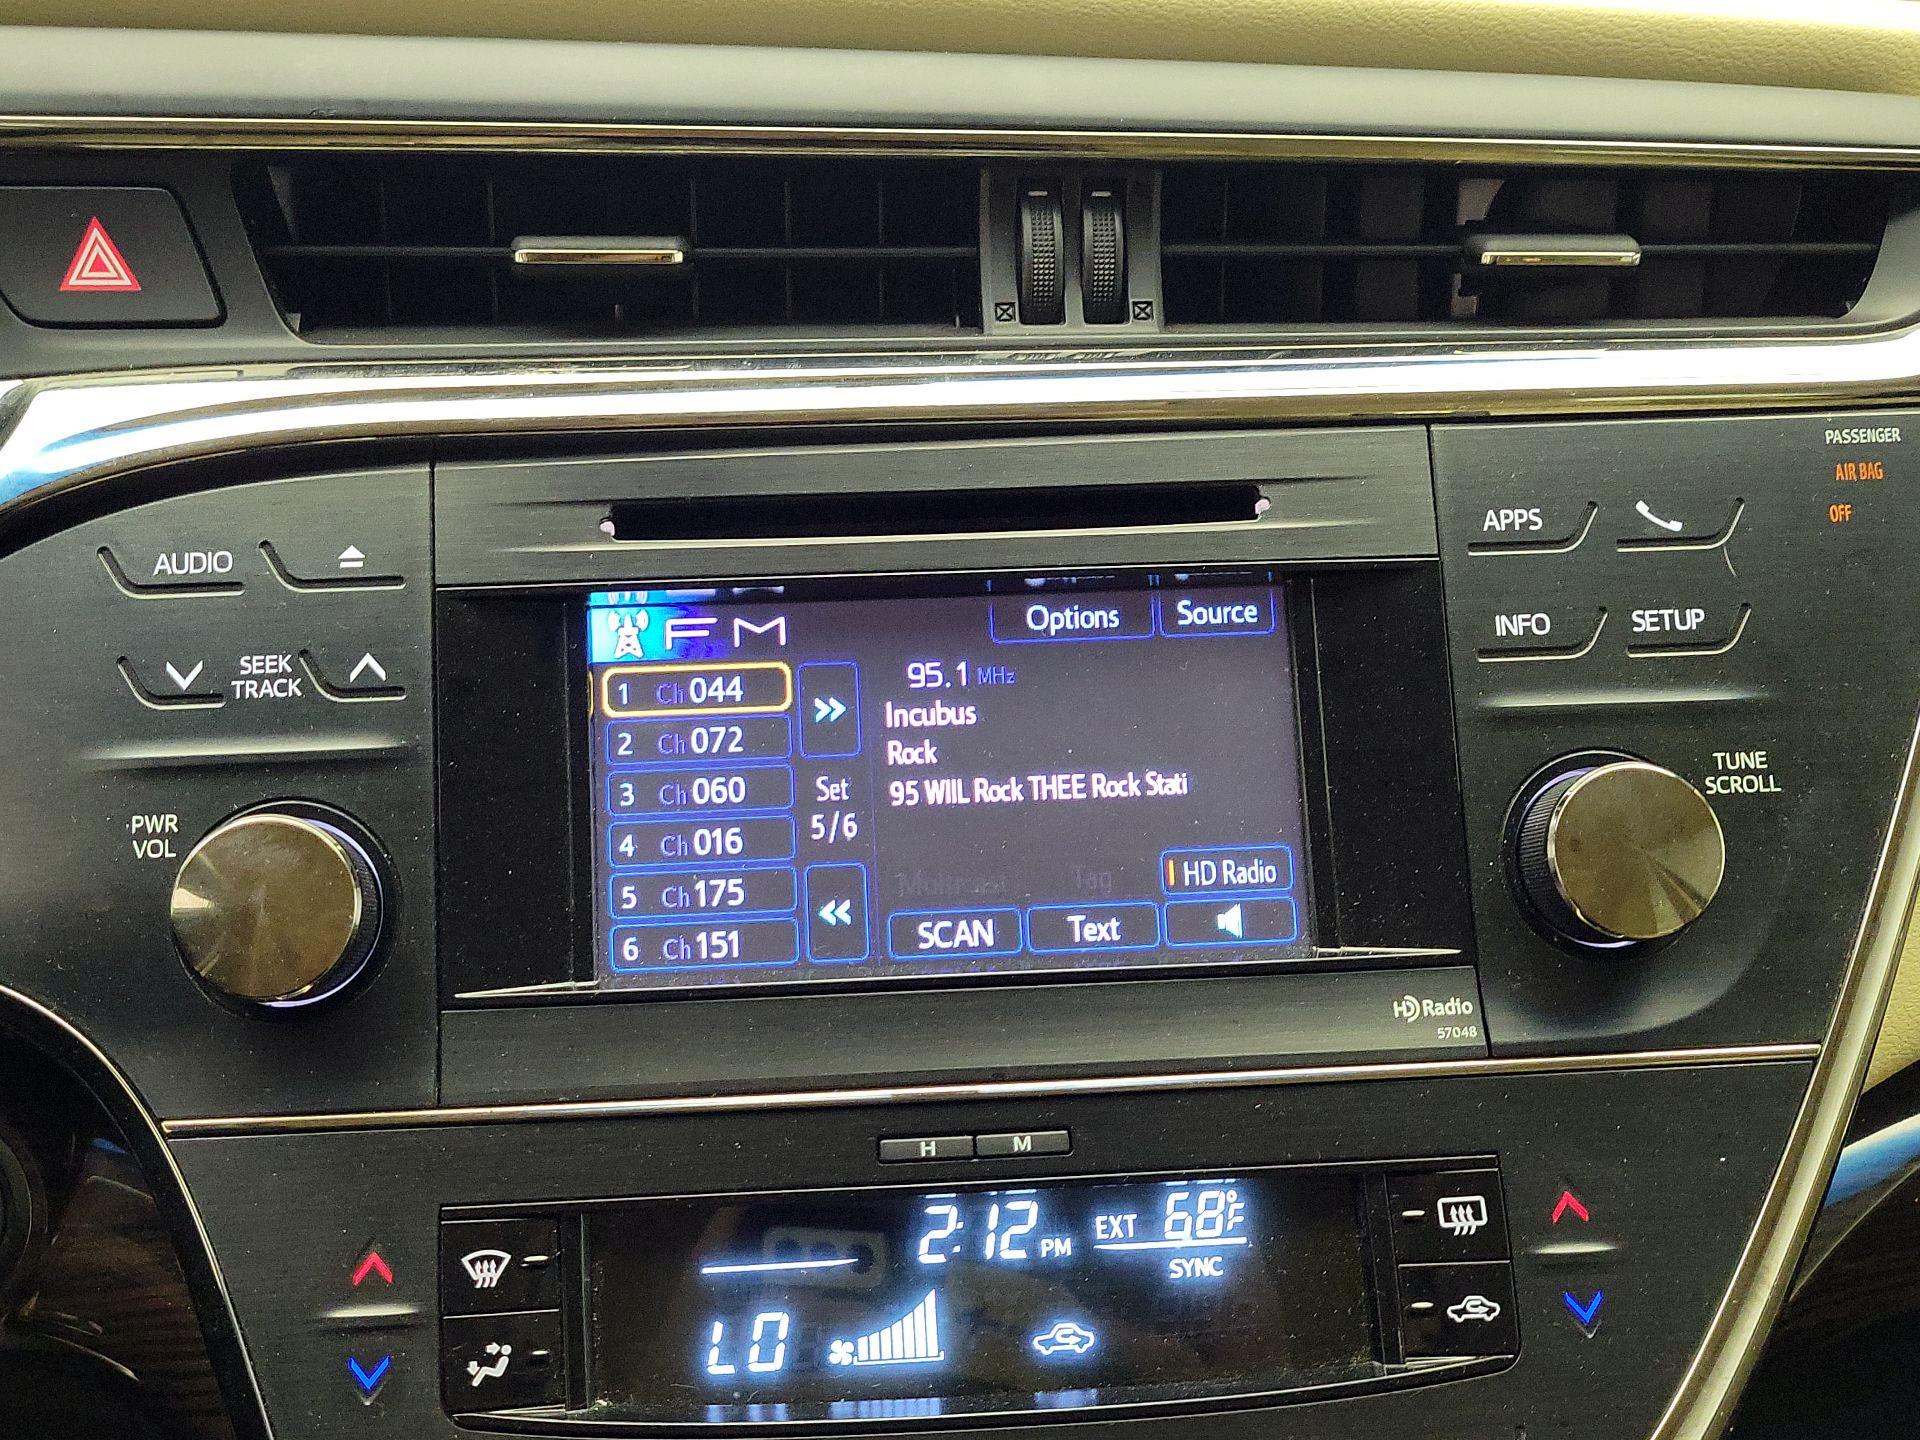 PASSENGER
AIR BAG
OFF
AUDIO
APPS
INFO
SETUP
SEEK
TRACK
PWR
VOL
TUNE
SCROLL
FM
Options
Source
1 Ch 044
2 Ch 072
3 Ch 060
4 Ch 016
5 Ch 175
6 Ch 151
Set
5/6
95.1 MHz
Incubus
Rock
95 WIIL Rock THEE Rock Stati
Multicast
Tag
HD Radio
SCAN
Text
HD Radio
57048
H
M
2:12 PM
EXT 68°F
SYNC
LO